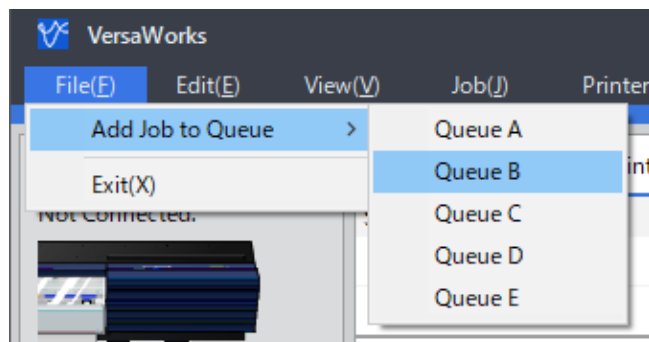 VersaWorks
File(F) Edit(E) View(V) Job(J) Printer
Add Job to Queue >
Exit(X)
Queue A
Queue B
Queue C
Queue D
Queue E
Not Connected.